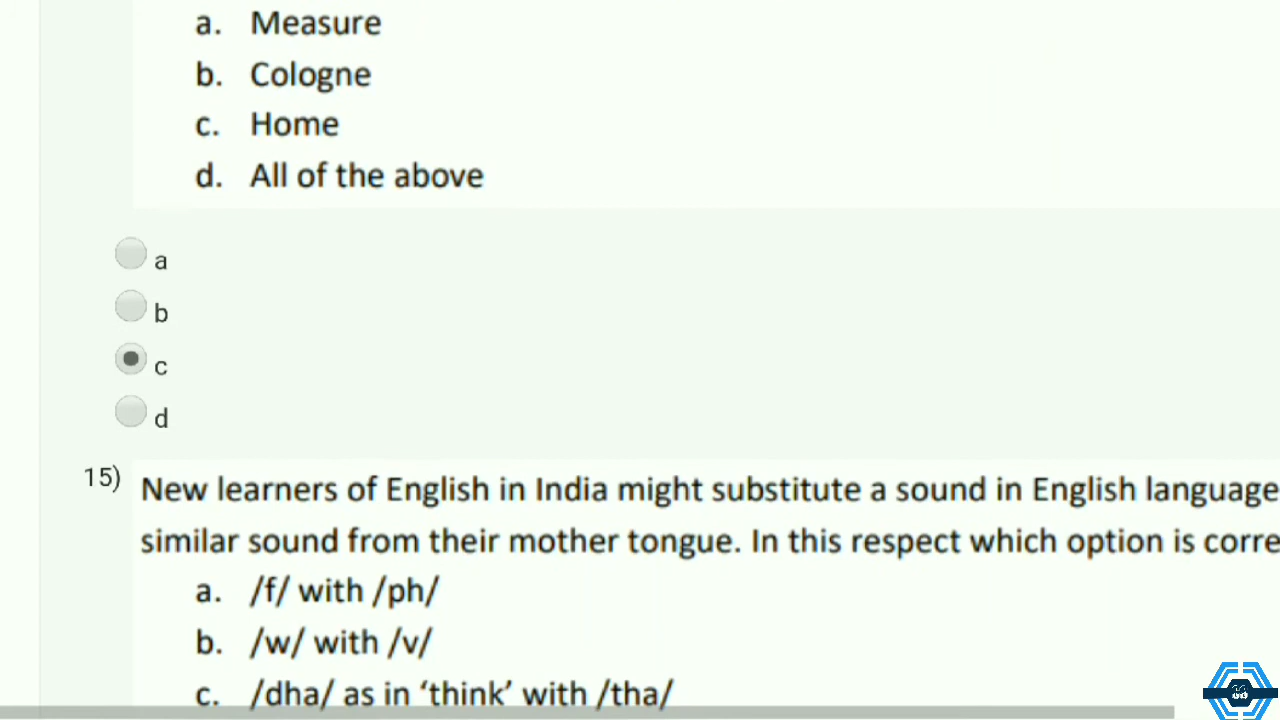 a. Measure
b. Cologne
c. Home
d. All of the above
a
b
c
d
15) New learners of English in India might substitute a sound in English language
similar sound from their mother tongue. In this respect which option is corre
a. /f/ with /ph/
b. /w/ with /v/
c. /dha/ as in ‘think’ with /tha/